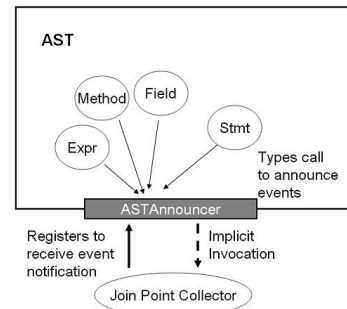 AST
Method
Field
Expr
Stmt
Types call
to announce
events
ASTAnnouncer
Registers to
receive event
notification
Implicit
Invocation
Join Point Collector